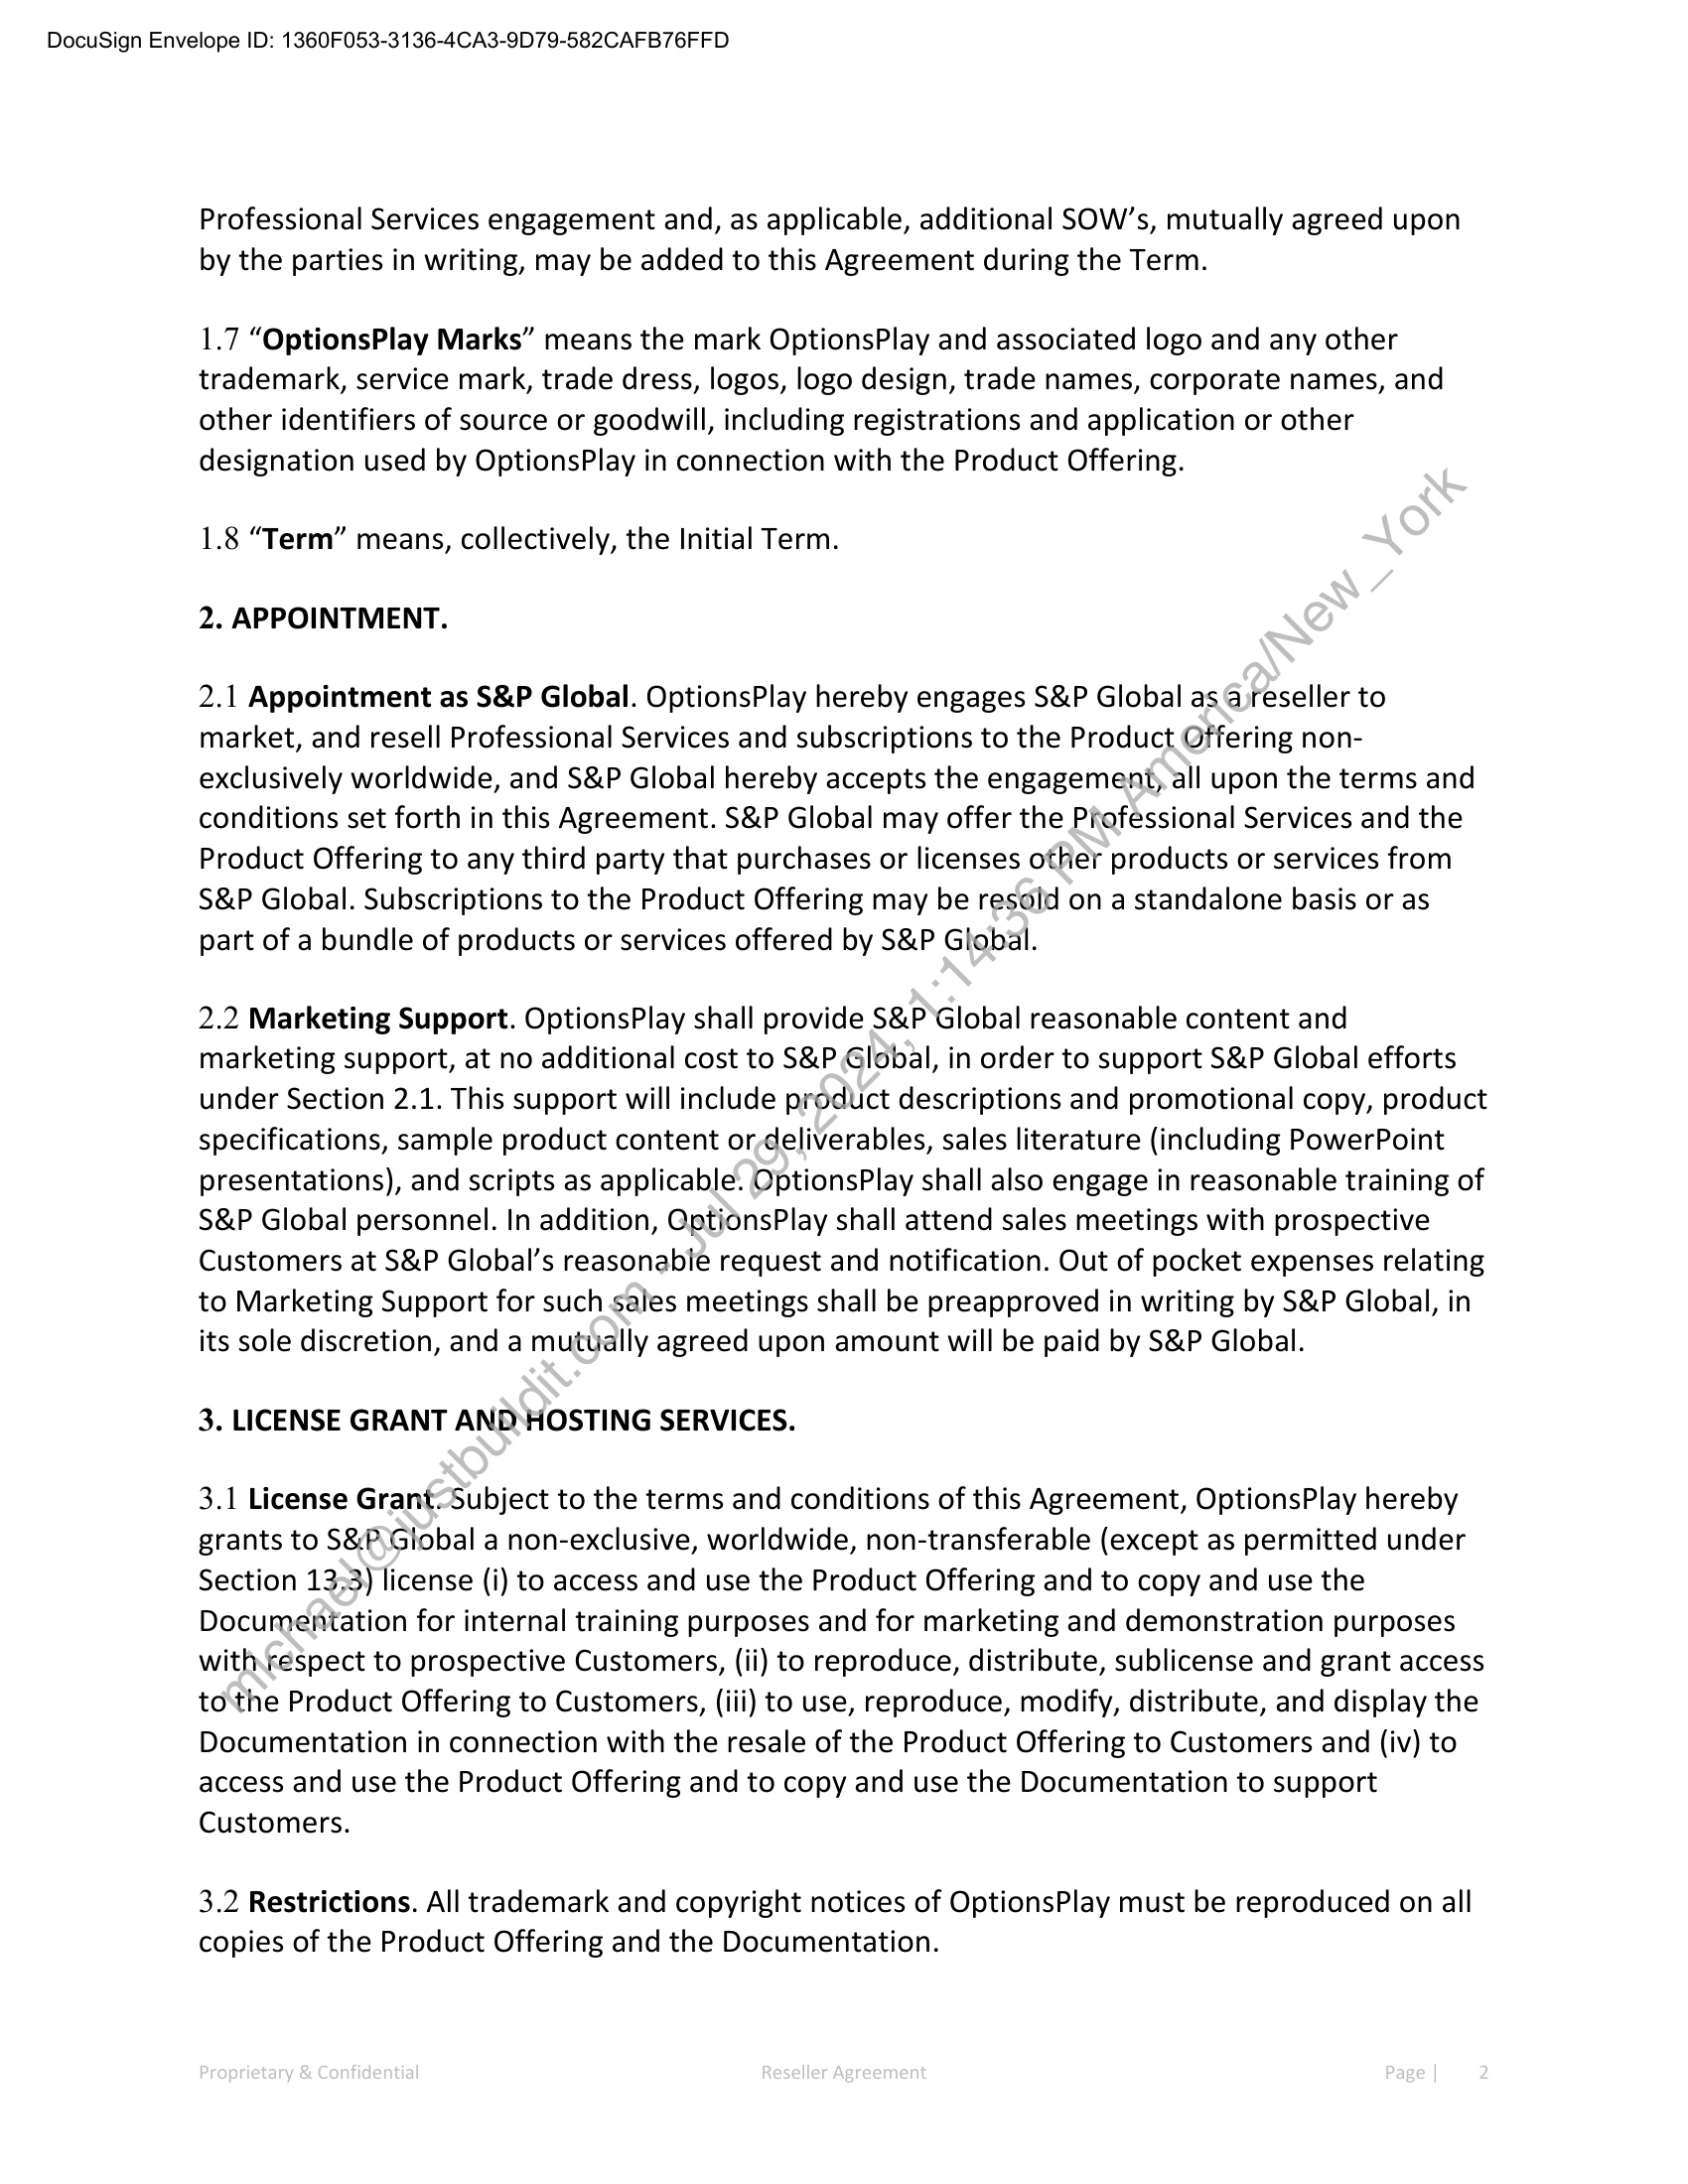 DocuSign Envelope ID: 1360F053-3136-4CA3-9D79-582CAFB76FFD
Professional Services engagement and, as applicable, additional SOW’s, mutually agreed upon
by the parties in writing, may be added to this Agreement during the Term.
1.7 “OptionsPlay Marks” means the mark OptionsPlay and associated logo and any other
trademark, service mark, trade dress, logos, logo design, trade names, corporate names, and
other identifiers of source or goodwill, including registrations and application or other
designation used by OptionsPlay in connection with the Product Offering.
1.8 “Term” means, collectively, the Initial Term.
2. APPOINTMENT.
2.1 Appointment as S&P Global. OptionsPlay hereby engages S&P Global as a reseller to
market, and resell Professional Services and subscriptions to the Product Offering non-
exclusively worldwide, and S&P Global hereby accepts the engagement, all upon the terms and
conditions set forth in this Agreement. S&P Global may offer the Professional Services and the
Product Offering to any third party that purchases or licenses other products or services from
S&P Global. Subscriptions to the Product Offering may be resold on a standalone basis or as
part of a bundle of products or services offered by S&P Global.
2.2 Marketing Support. OptionsPlay shall provide S&P Global reasonable content and
marketing support, at no additional cost to S&P Global, in order to support S&P Global efforts
under Section 2.1. This support will include product descriptions and promotional copy, product
specifications, sample product content or deliverables, sales literature (including PowerPoint
presentations), and scripts as applicable. OptionsPlay shall also engage in reasonable training of
S&P Global personnel. In addition, OptionsPlay shall attend sales meetings with prospective
Customers at S&P Global’s reasonable request and notification. Out of pocket expenses relating
to Marketing Support for such sales meetings shall be preapproved in writing by S&P Global, in
its sole discretion, and a mutually agreed upon amount will be paid by S&P Global.
3. LICENSE GRANT AND HOSTING SERVICES.
3.1 License Grant. Subject to the terms and conditions of this Agreement, OptionsPlay hereby
grants to S&P Global a non-exclusive, worldwide, non-transferable (except as permitted under
Section 13.3) license (i) to access and use the Product Offering and to copy and use the
Documentation for internal training purposes and for marketing and demonstration purposes
with respect to prospective Customers, (ii) to reproduce, distribute, sublicense and grant access
to the Product Offering to Customers, (iii) to use, reproduce, modify, distribute, and display the
Documentation in connection with the resale of the Product Offering to Customers and (iv) to
access and use the Product Offering and to copy and use the Documentation to support
Customers.
3.2 Restrictions. All trademark and copyright notices of OptionsPlay must be reproduced on all
copies of the Product Offering and the Documentation.
michael@justbuildit.com - Jul 29, 2024, 1:14:36 PM America/New_York
Proprietary & Confidential Reseller Agreement Page | 2